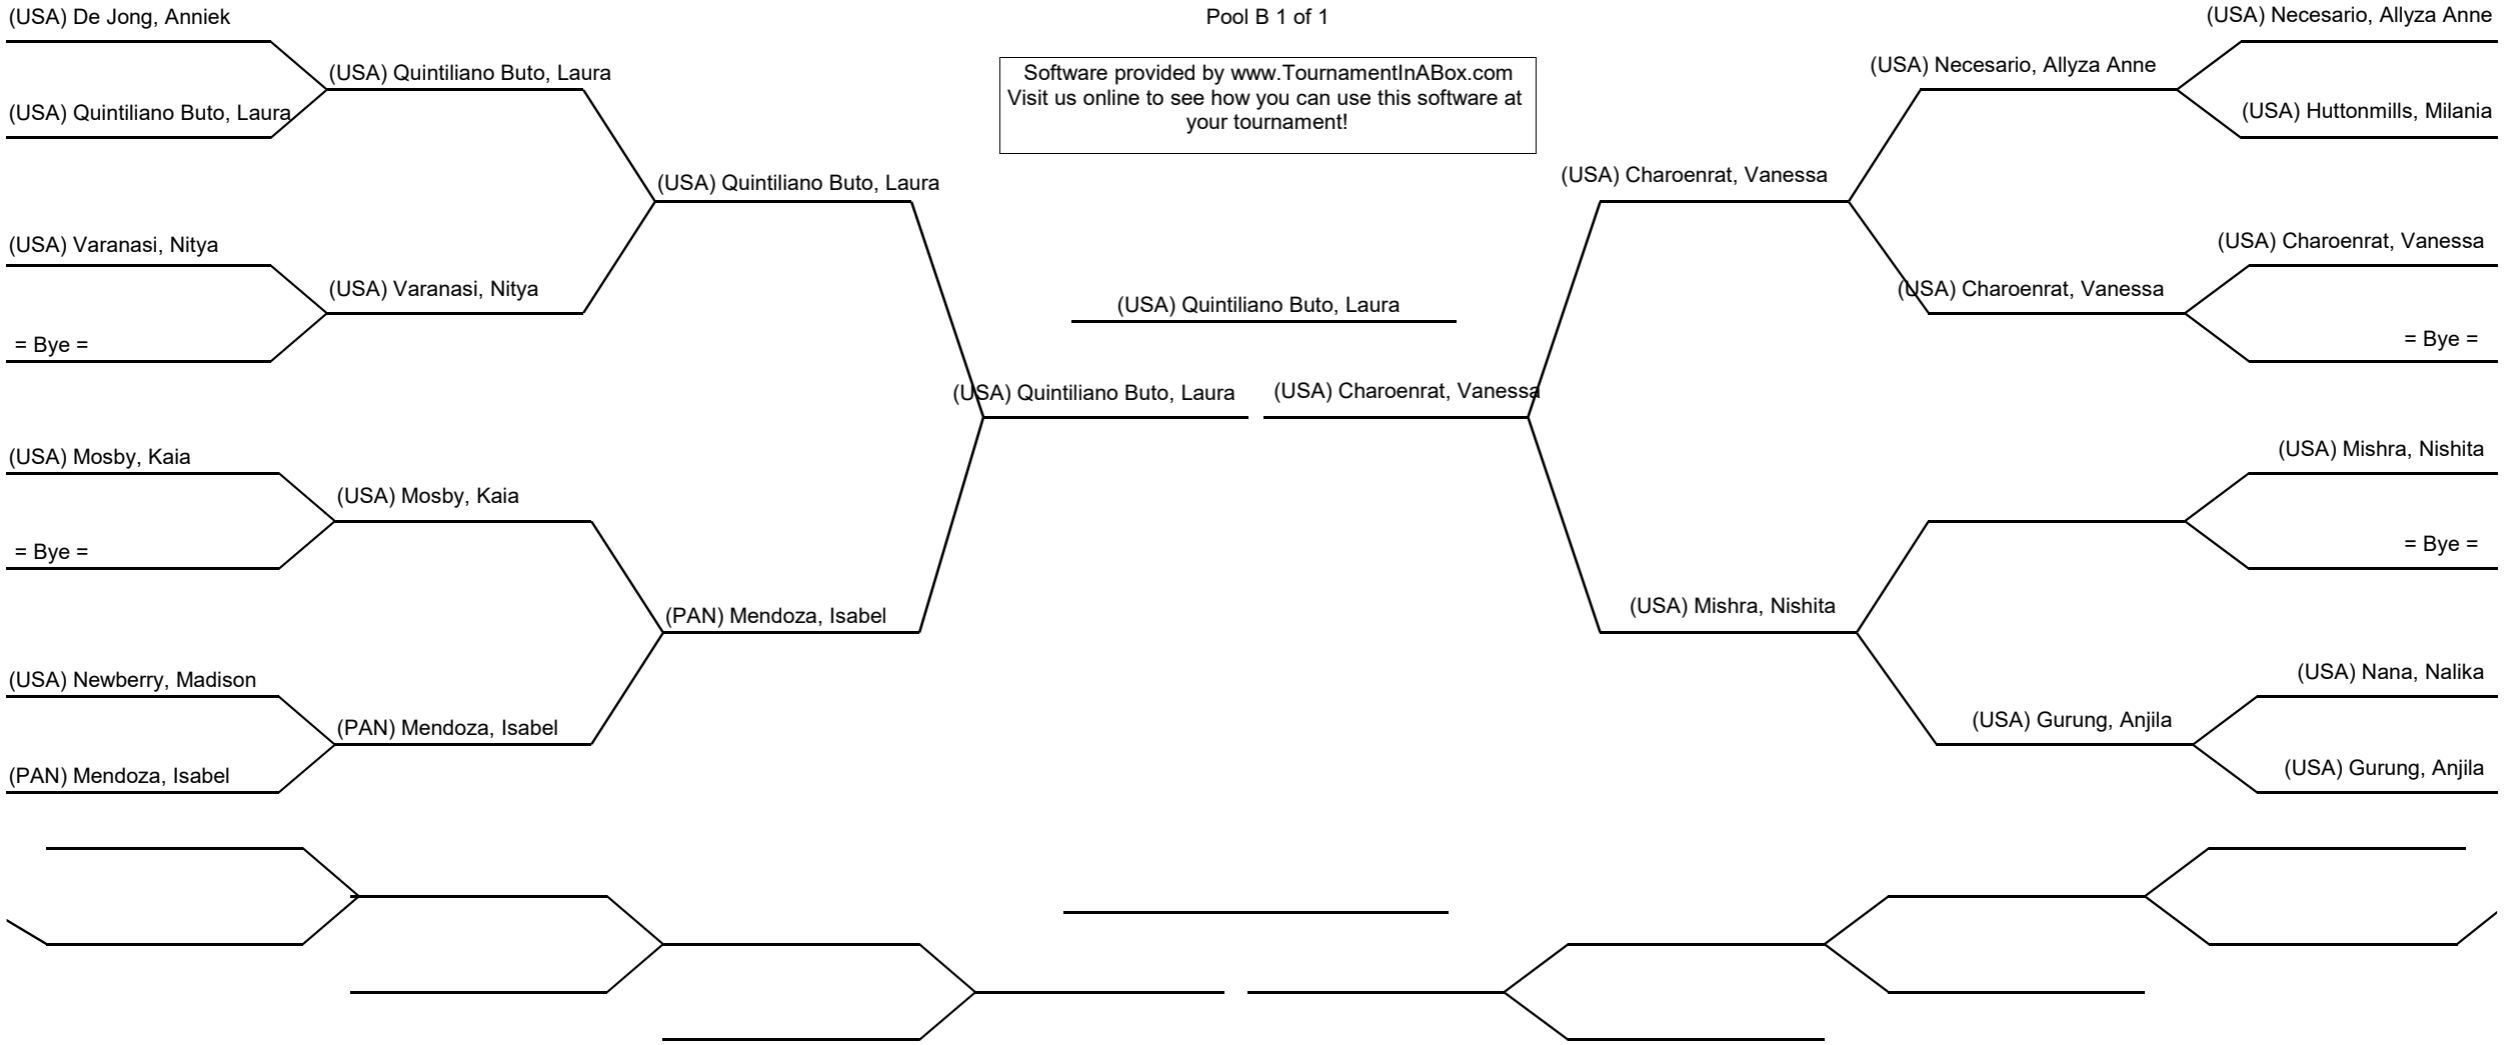 Pool B 1 of 1
Software provided by www.TournamentInABox.com
Visit us online to see how you can use this software at
your tournament!
(USA) De Jong, Anniek
(USA) Quintiliano Buto, Laura
(USA) Varanasi, Nitya
= Bye =
(USA) Mosby, Kaia
= Bye =
(USA) Newberry, Madison
(PAN) Mendoza, Isabel
(USA) Quintiliano Buto, Laura
(USA) Varanasi, Nitya
(USA) Mosby, Kaia
(PAN) Mendoza, Isabel
(USA) Quintiliano Buto, Laura
(PAN) Mendoza, Isabel
(USA) Quintiliano Buto, Laura
(USA) Quintiliano Buto, Laura
(USA) Charoenrat, Vanessa
(USA) Charoenrat, Vanessa
(USA) Mishra, Nishita
(USA) Necesario, Allyza Anne
(USA) Charoenrat, Vanessa
(USA) Gurung, Anjila
(USA) Necesario, Allyza Anne
(USA) Huttonmills, Milania
(USA) Charoenrat, Vanessa
= Bye =
(USA) Mishra, Nishita
= Bye =
(USA) Nana, Nalika
(USA) Gurung, Anjila